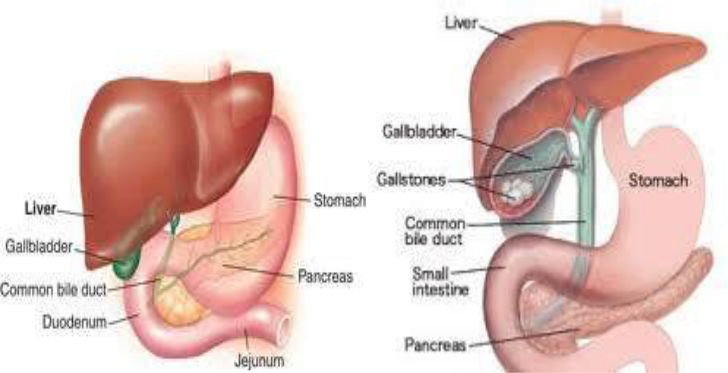 Liver
Gallbladder
Common bile duct
Duodenum
Stomach
Pancreas
Jejunum
Liver
Gallbladder
Gallstones
Common
bile duct
Small
intestine
Pancreas
Stomach